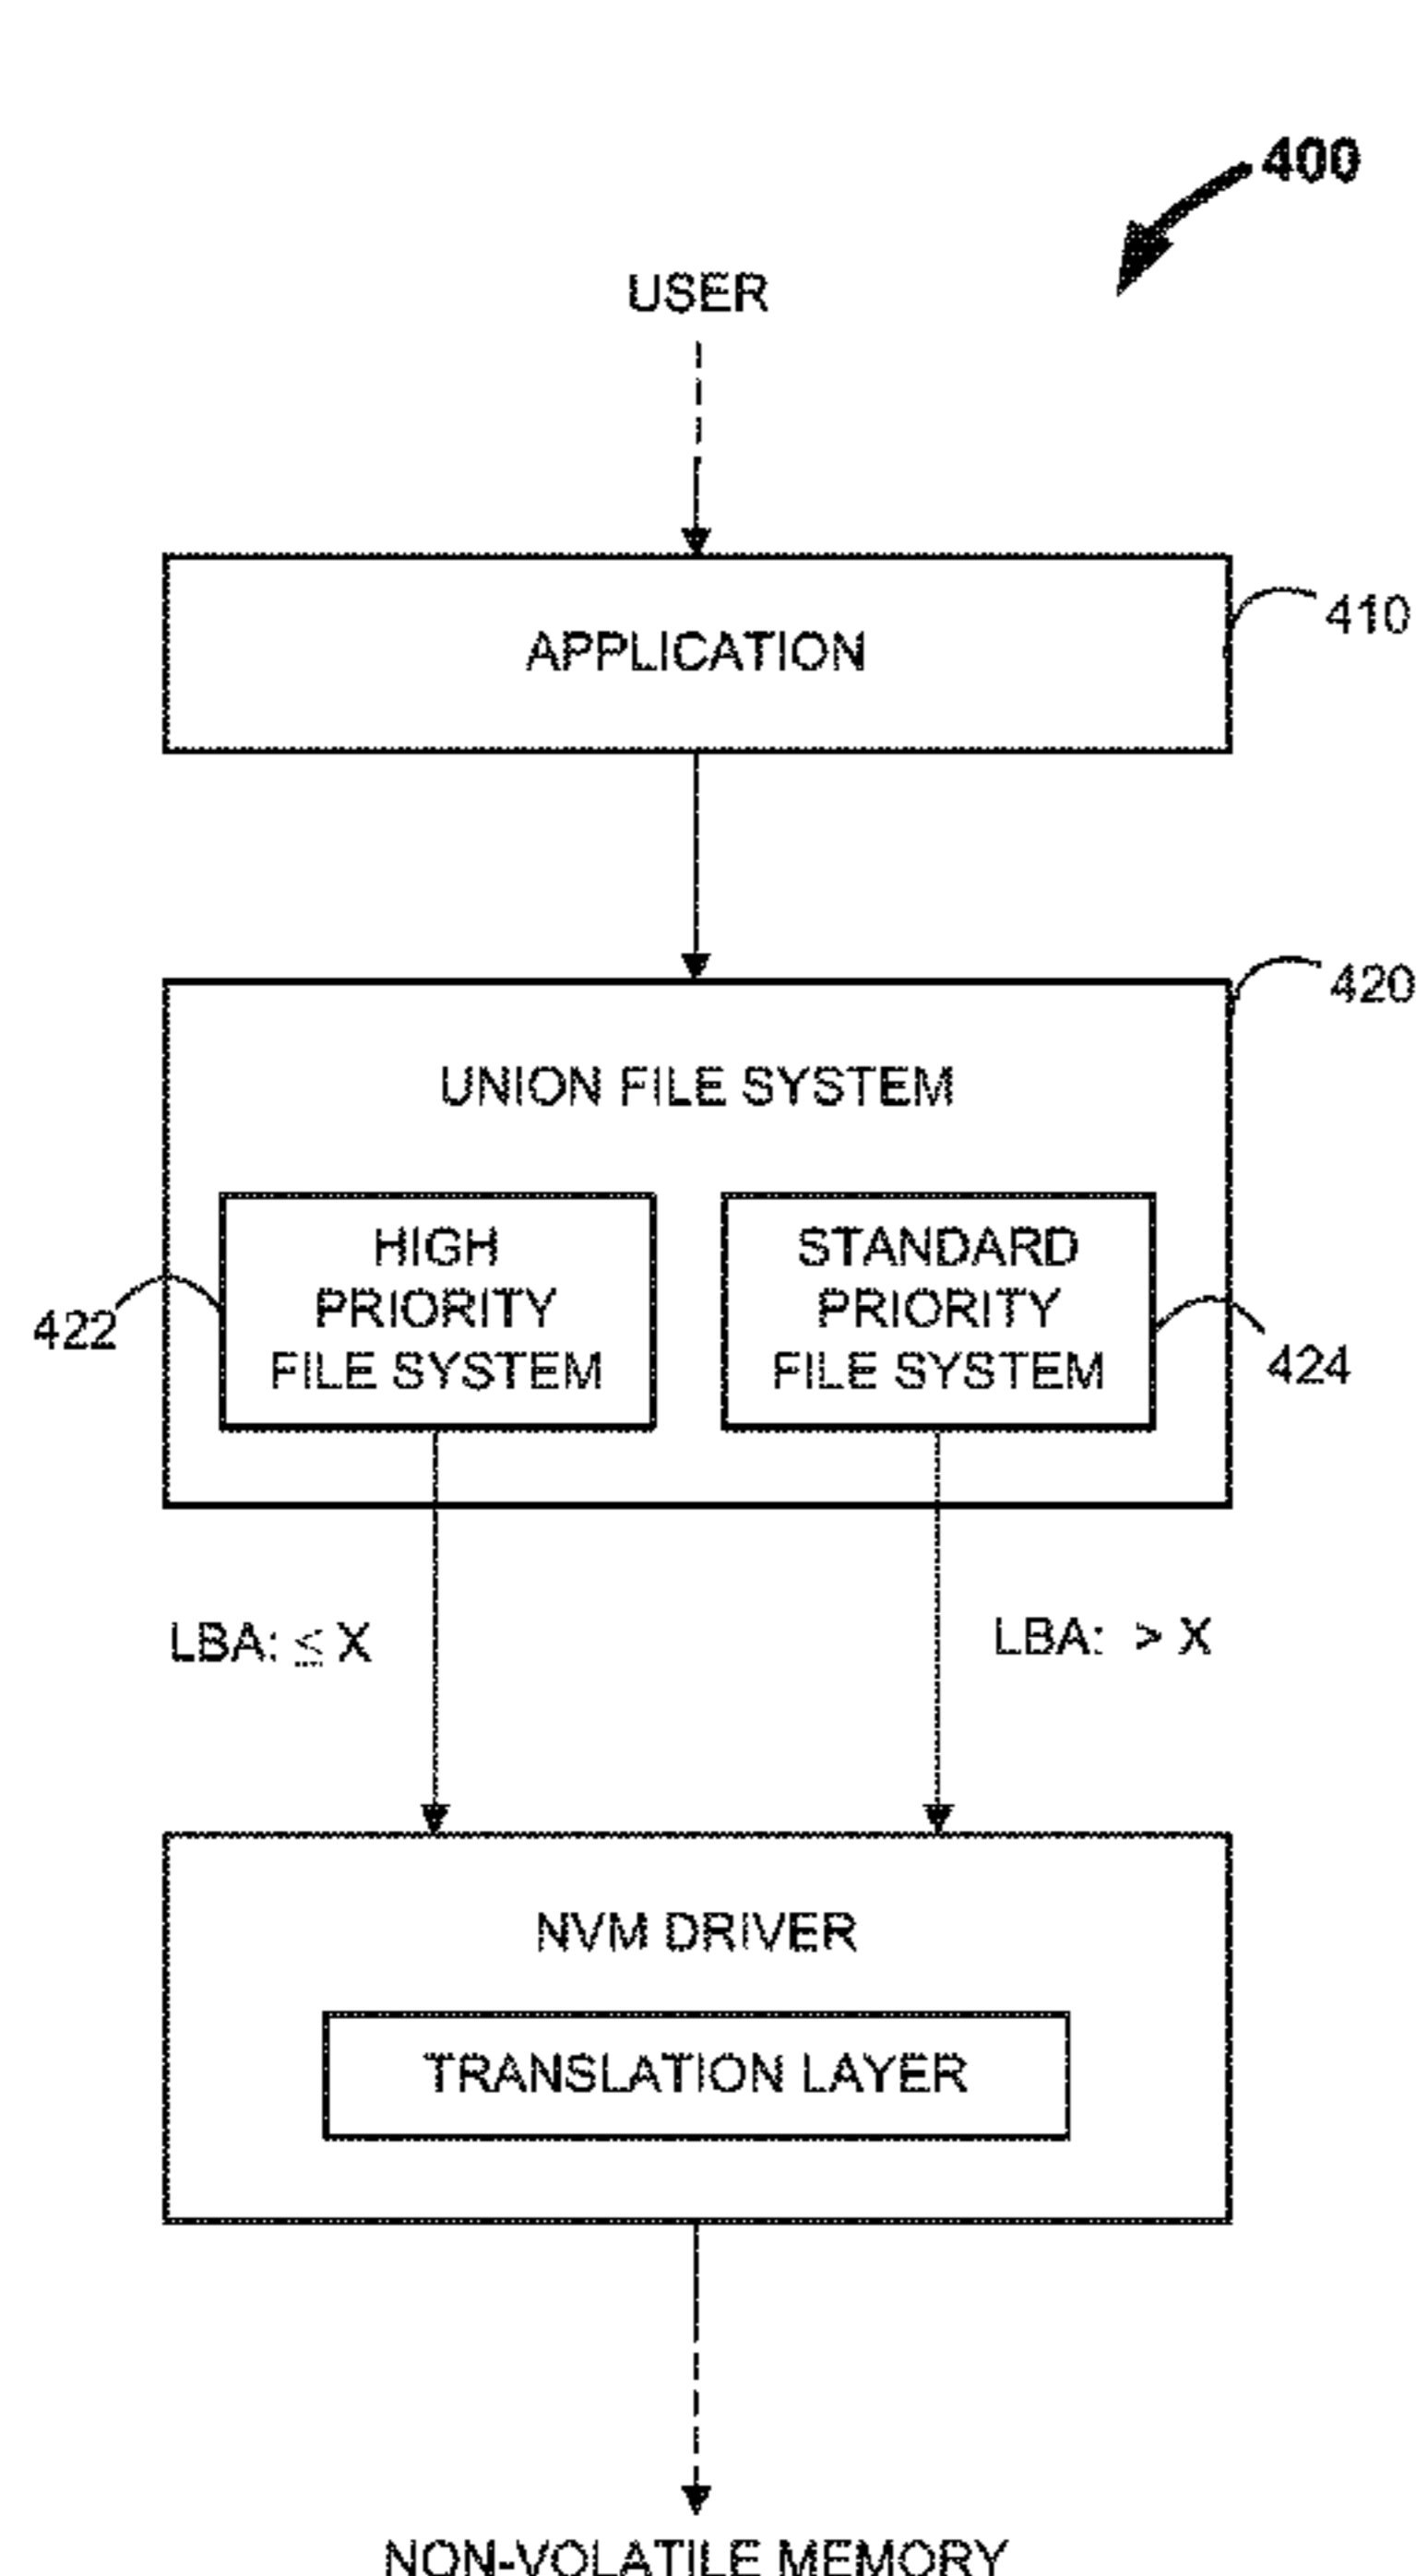 400
USER
APPLICATION
410
420
UNION FILE SYSTEM
HIGH
PRIORITY
FILE SYSTEM
STANDARD
PRIORITY
FILE SYSTEM
422
424
LBA: ≤ X
LBA: > X
NVM DRIVER
TRANSLATION LAYER
NON-VOLATILE MEMORY